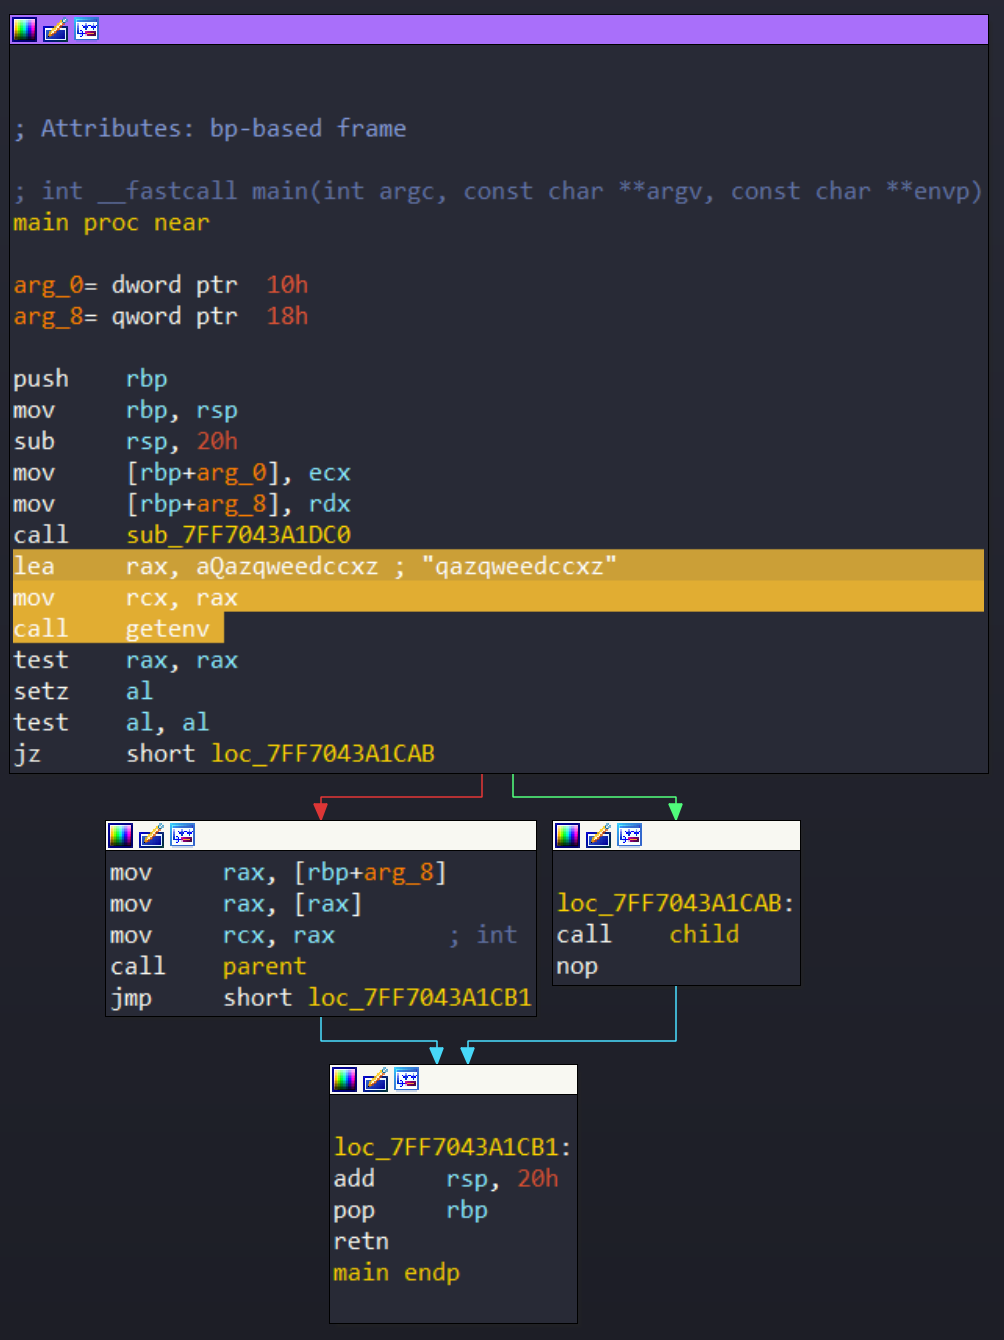 ; Attributes: bp-based frame
; int __fastcall main(int argc, const char **argv, const char **envp)
main proc near
arg_0= dword ptr  10h
arg_8= qword ptr  18h
push    rbp
mov     rbp, rsp
sub     rsp, 20h
mov     [rbp+arg_0], ecx
mov     [rbp+arg_8], rdx
call    sub_7FF7043A1DC0
lea     rax, aQazqweedccxz ; "qazqweedccxz"
mov     rcx, rax
call    getenv
test    rax, rax
setz    al
test    al, al
jz      short loc_7FF7043A1CAB
mov     rax, [rbp+arg_8]
mov     rax, [rax]
mov     rcx, rax        ; int
call    parent
jmp     short loc_7FF7043A1CB1
loc_7FF7043A1CAB:
call    child
nop
loc_7FF7043A1CB1:
add     rsp, 20h
pop     rbp
retn
main endp